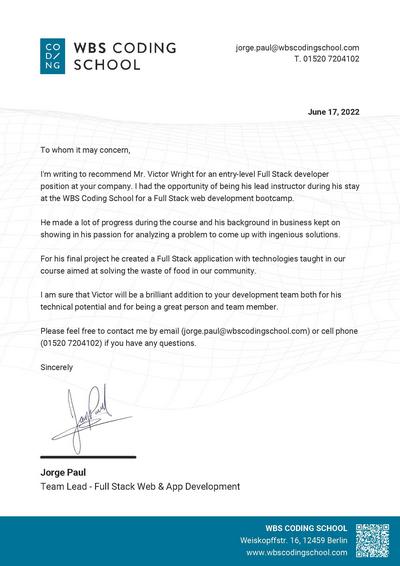 CO
D/
NG
WBS CODING
SCHOOL
jorge.paul@wbscodingschool.com
T. 01520 7204102
June 17, 2022
To whom it may concern,
I'm writing to recommend Mr. Victor Wright for an entry-level Full Stack developer
position at your company. I had the opportunity of being his lead instructor during his stay
at the WBS Coding School for a Full Stack web development bootcamp.
He made a lot of progress during the course and his background in business kept on
showing in his passion for analyzing a problem to come up with ingenious solutions.
For his final project he created a Full Stack application with technologies taught in our
course aimed at solving the waste of food in our community.
I am sure that Victor will be a brilliant addition to your development team both for his
technical potential and for being a great person and team member.
Please feel free to contact me by email (jorge.paul@wbscodingschool.com) or cell phone
(01520 7204102) if you have any questions.
Sincerely
Jorge Paul
Jorge Paul
Team Lead - Full Stack Web & App Development
WBS CODING SCHOOL
Weiskopffstr. 16, 12459 Berlin
www.wbscodingschool.com